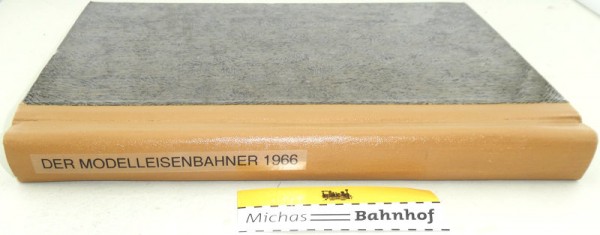 DER MODELLEISENBAHNER 1966
Michas Bahnhof